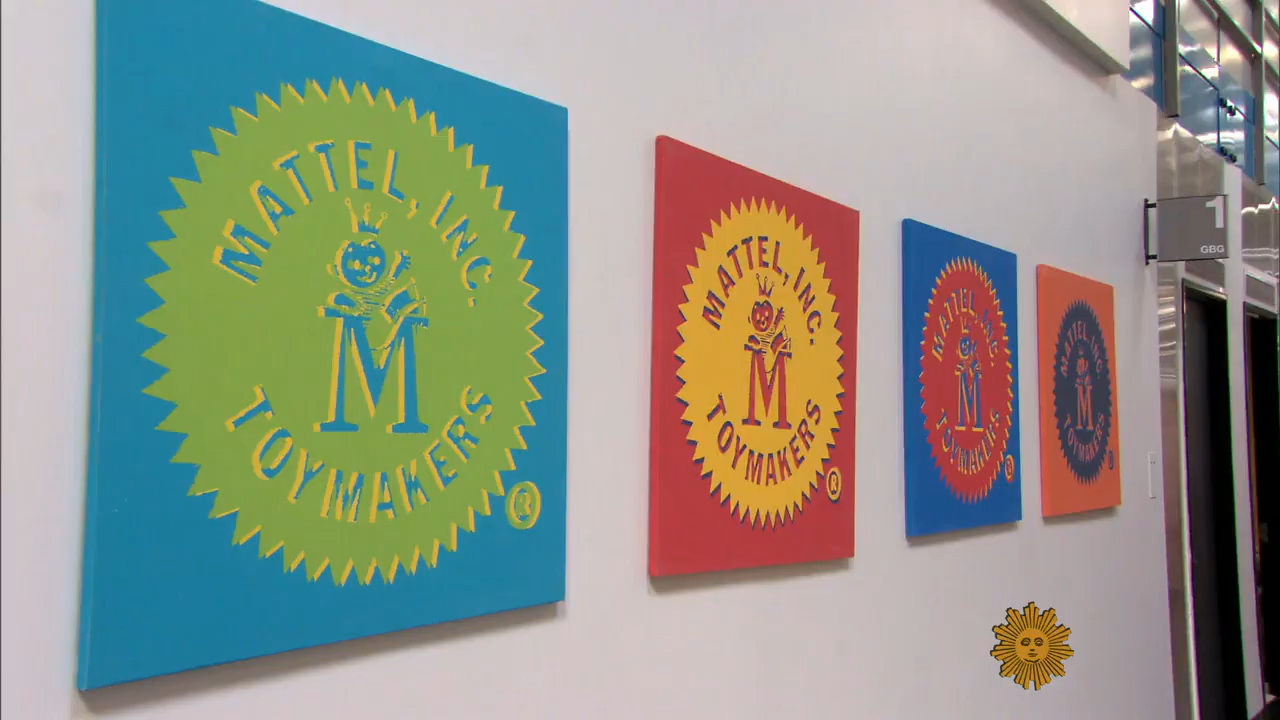 MATTEL, INC.
M
TOYMAKERS
®
MATTEL, INC.
M
TOYMAKERS
®
MATTEL, INC.
M
TOYMAKERS
®
MATTEL, INC.
M
TOYMAKERS
®
1
GBG